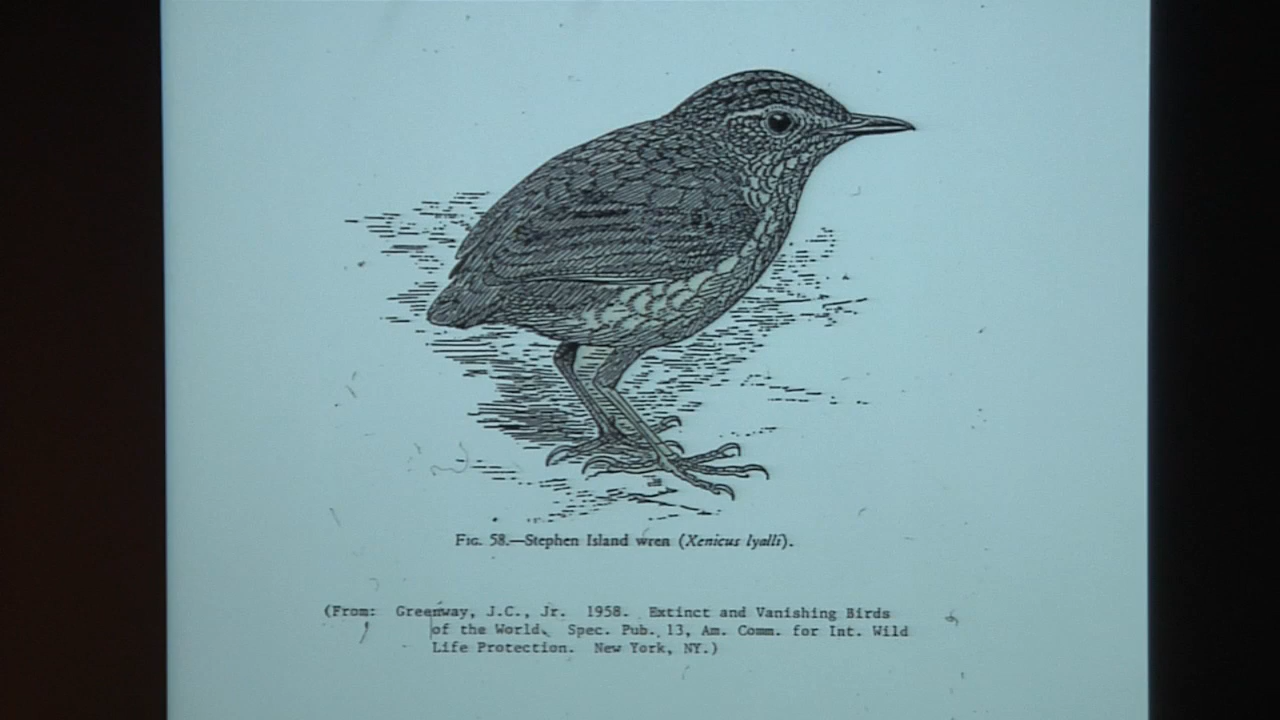 FIG. 58.—Stephen Island wren (Xenicus lyalli).
(From: Greenway, J.C., Jr. 1958. Extinct and Vanishing Birds
of the World. Spec. Pub. 13, Am. Comm. for Int. Wild
Life Protection. New York, NY.)